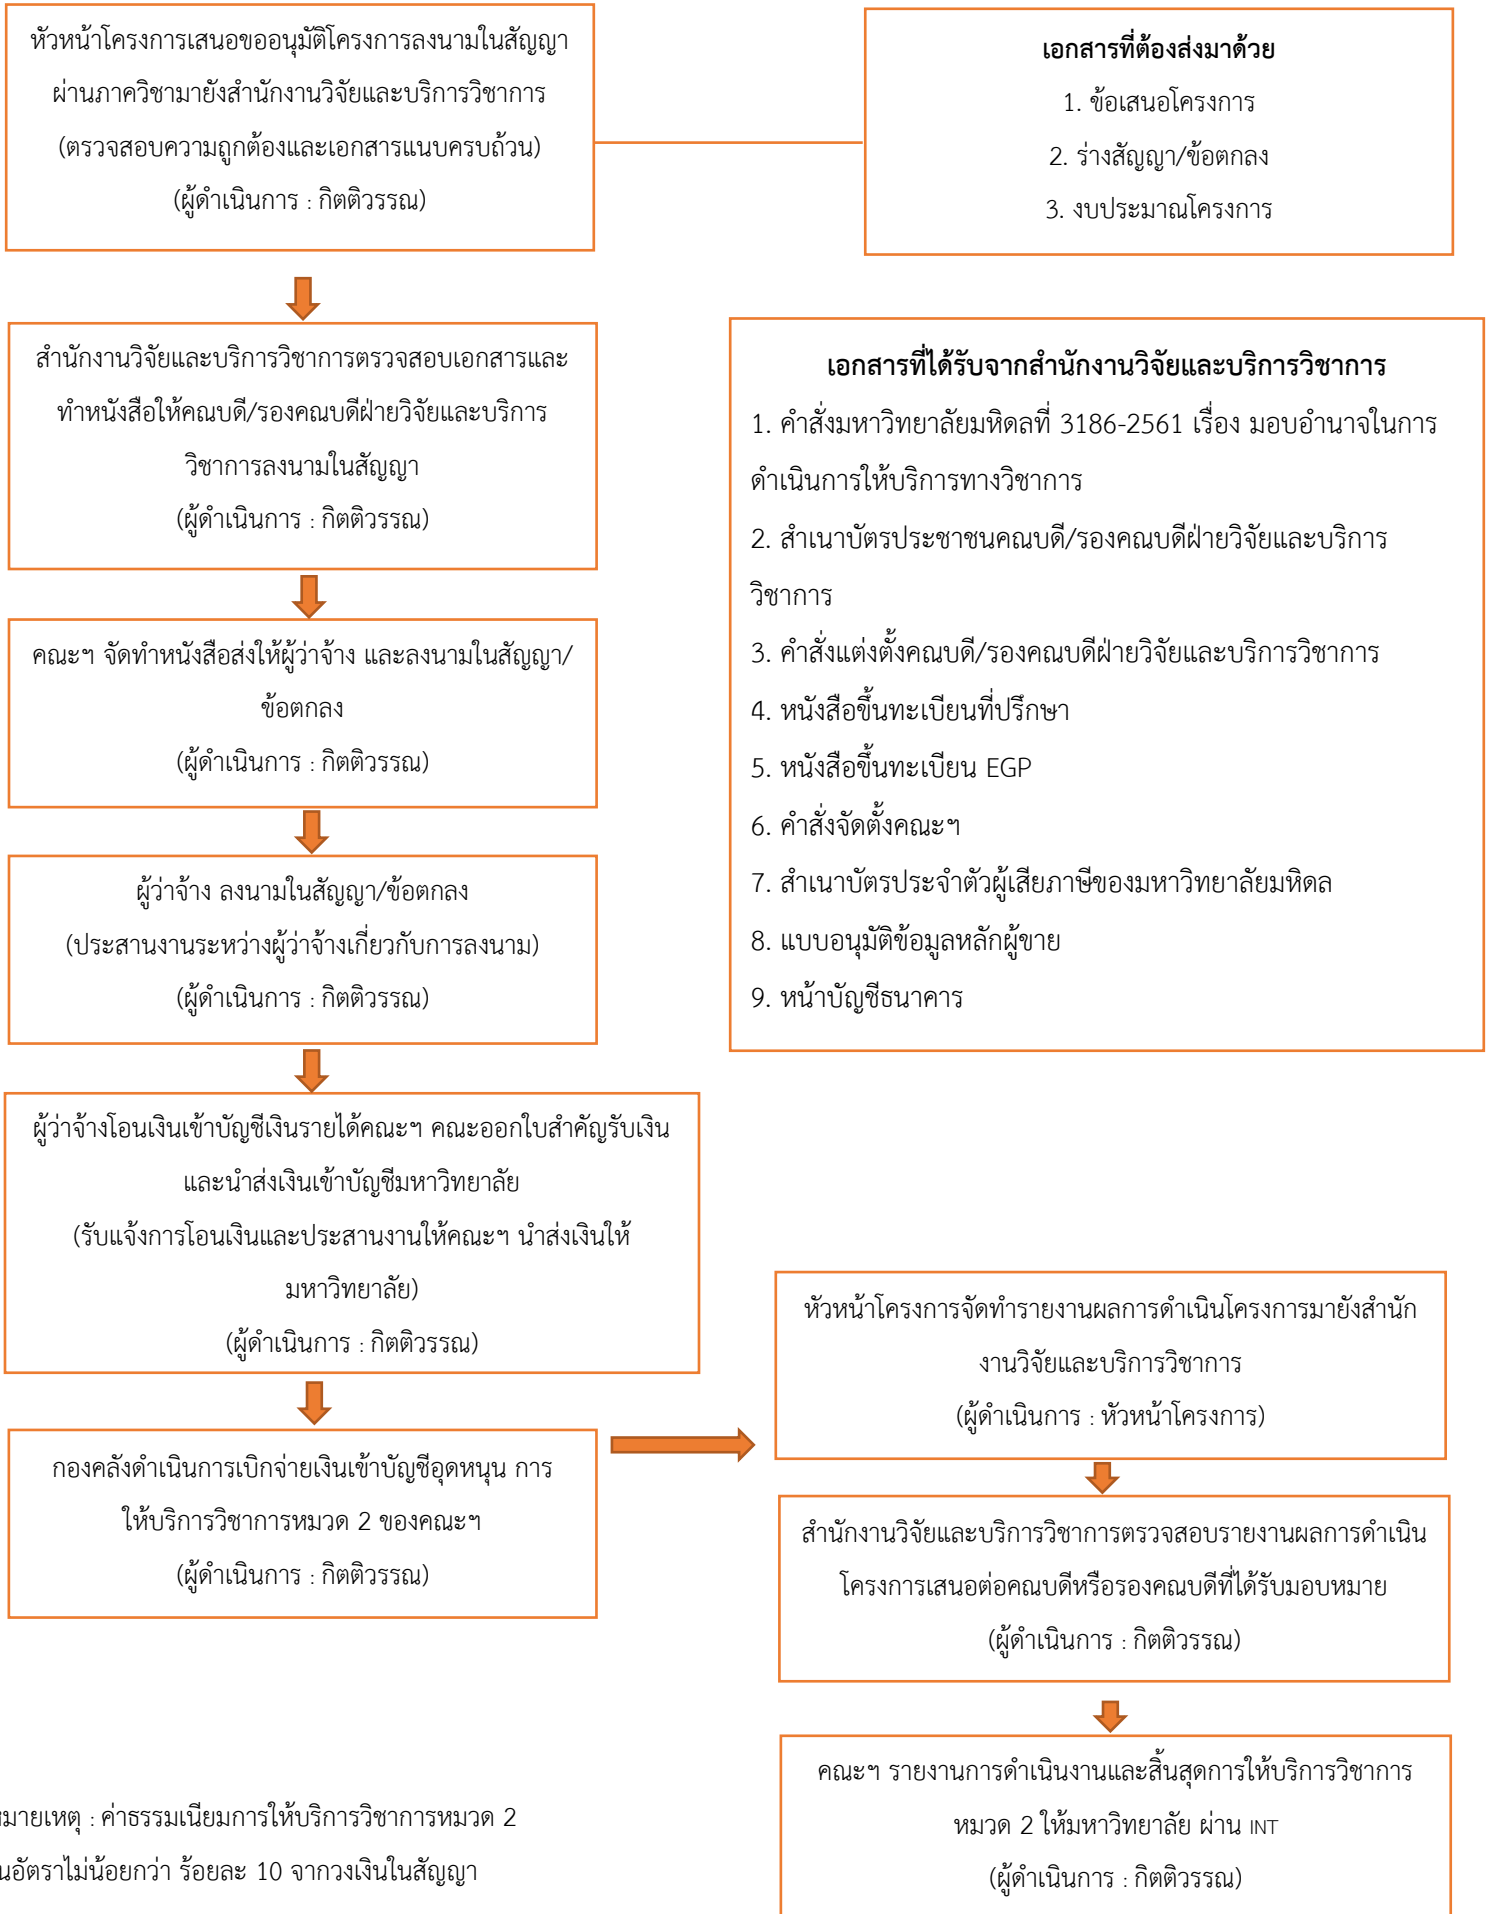 หัวหน้าโครงการเสนอขออนุมัติโครงการลงนามในสัญญา
ผ่านภาควิชามายังสำนักงานวิจัยและบริการวิชาการ
(ตรวจสอบความถูกต้องและเอกสารแนบครบถ้วน)
(ผู้ดำเนินการ : กิตติวรรณ)
เอกสารที่ต้องส่งมาด้วย
1. ข้อเสนอโครงการ
2. ร่างสัญญา/ข้อตกลง
3. งบประมาณโครงการ
สำนักงานวิจัยและบริการวิชาการตรวจสอบเอกสารและ
ทำหนังสือให้คณบดี/รองคณบดีฝ่ายวิจัยและบริการ
วิชาการลงนามในสัญญา
(ผู้ดำเนินการ : กิตติวรรณ)
คณะฯ จัดทำหนังสือส่งให้ผู้ว่าจ้าง และลงนามในสัญญา/
ข้อตกลง
(ผู้ดำเนินการ : กิตติวรรณ)
ผู้ว่าจ้าง ลงนามในสัญญา/ข้อตกลง
(ประสานงานระหว่างผู้ว่าจ้างเกี่ยวกับการลงนาม)
(ผู้ดำเนินการ : กิตติวรรณ)
เอกสารที่ได้รับจากสำนักงานวิจัยและบริการวิชาการ
1. คำสั่งมหาวิทยาลัยมหิดลที่ 3186-2561 เรื่อง มอบอำนาจในการ
ดำเนินการให้บริการทางวิชาการ
2. สำเนาบัตรประชาชนคณบดี/รองคณบดีฝ่ายวิจัยและบริการ
วิชาการ
3. คำสั่งแต่งตั้งคณบดี/รองคณบดีฝ่ายวิจัยและบริการวิชาการ
4. หนังสือขึ้นทะเบียนที่ปรึกษา
5. หนังสือขึ้นทะเบียน EGP
6. คำสั่งจัดตั้งคณะฯ
7. สำเนาบัตรประจำตัวผู้เสียภาษีของมหาวิทยาลัยมหิดล
8. แบบอนุมัติข้อมูลหลักผู้ขาย
9. หน้าบัญชีธนาคาร
ผู้ว่าจ้างโอนเงินเข้าบัญชีเงินรายได้คณะฯ คณะออกใบสำคัญรับเงิน
และนำส่งเงินเข้าบัญชีมหาวิทยาลัย
(รับแจ้งการโอนเงินและประสานงานให้คณะฯ นำส่งเงินให้
มหาวิทยาลัย)
(ผู้ดำเนินการ : กิตติวรรณ)
กองคลังดำเนินการเบิกจ่ายเงินเข้าบัญชีอุดหนุน การ
ให้บริการวิชาการหมวด 2 ของคณะฯ
(ผู้ดำเนินการ : กิตติวรรณ)
หัวหน้าโครงการจัดทำรายงานผลการดำเนินโครงการมายังสำนัก
งานวิจัยและบริการวิชาการ
(ผู้ดำเนินการ : หัวหน้าโครงการ)
สำนักงานวิจัยและบริการวิชาการตรวจสอบรายงานผลการดำเนิน
โครงการเสนอต่อคณบดีหรือรองคณบดีที่ได้รับมอบหมาย
(ผู้ดำเนินการ : กิตติวรรณ)
คณะฯ รายงานการดำเนินงานและสิ้นสุดการให้บริการวิชาการ
หมวด 2 ให้มหาวิทยาลัย ผ่าน INT
(ผู้ดำเนินการ : กิตติวรรณ)
มายเหตุ : ค่าธรรมเนียมการให้บริการวิชาการหมวด 2
นอัตราไม่น้อยกว่า ร้อยละ 10 จากวงเงินในสัญญา